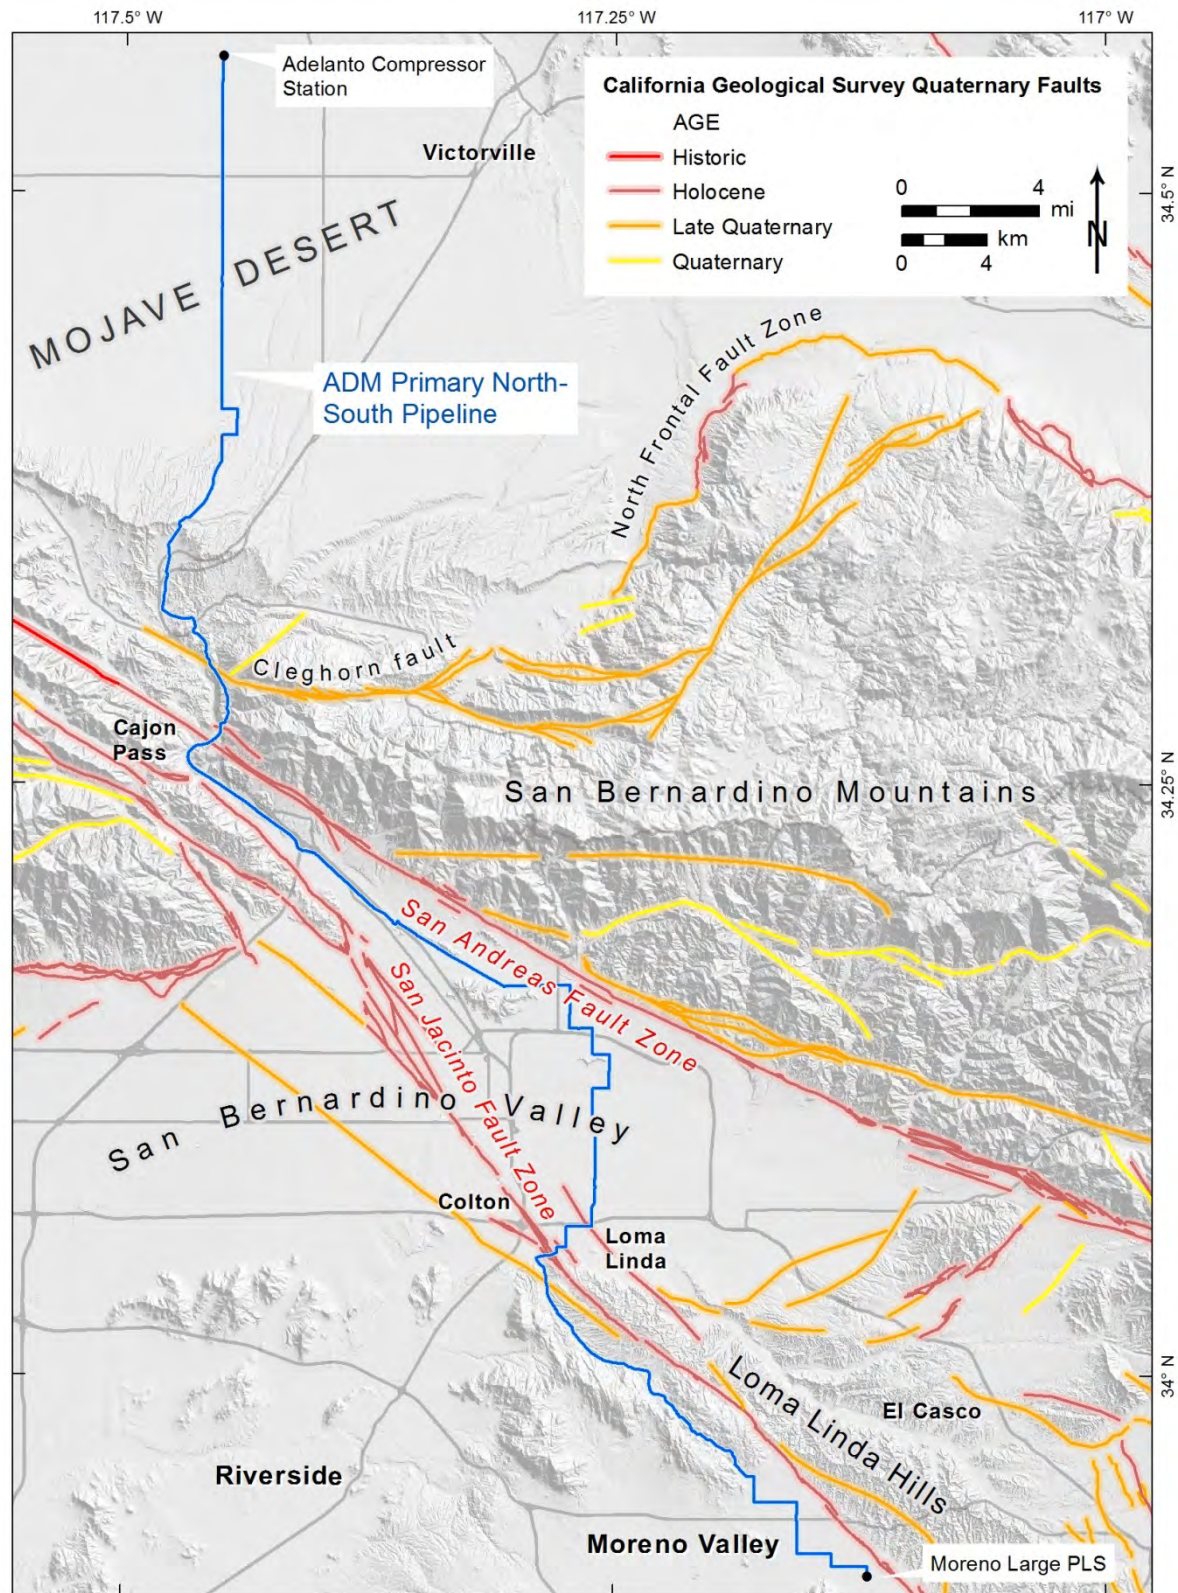 117.5° W
117.25° W
117° W
Adelanto Compressor
Station
California Geological Survey Quaternary Faults
AGE
Historic
Holocene
Late Quaternary
Quaternary
0 4
mi
km
0 4
N
34.5° N
Victorville
MOJAVE DESERT
ADM Primary North-
South Pipeline
North Frontal Fault Zone
Cleghorn fault
Cajon
Pass
San Bernardino Mountains
34.25° N
San Andreas Fault Zone
San Jacinto Fault Zone
San Bernardino Valley
Colton
Loma
Linda
Loma Linda Hills
34° N
El Casco
Riverside
Moreno Valley
Moreno Large PLS